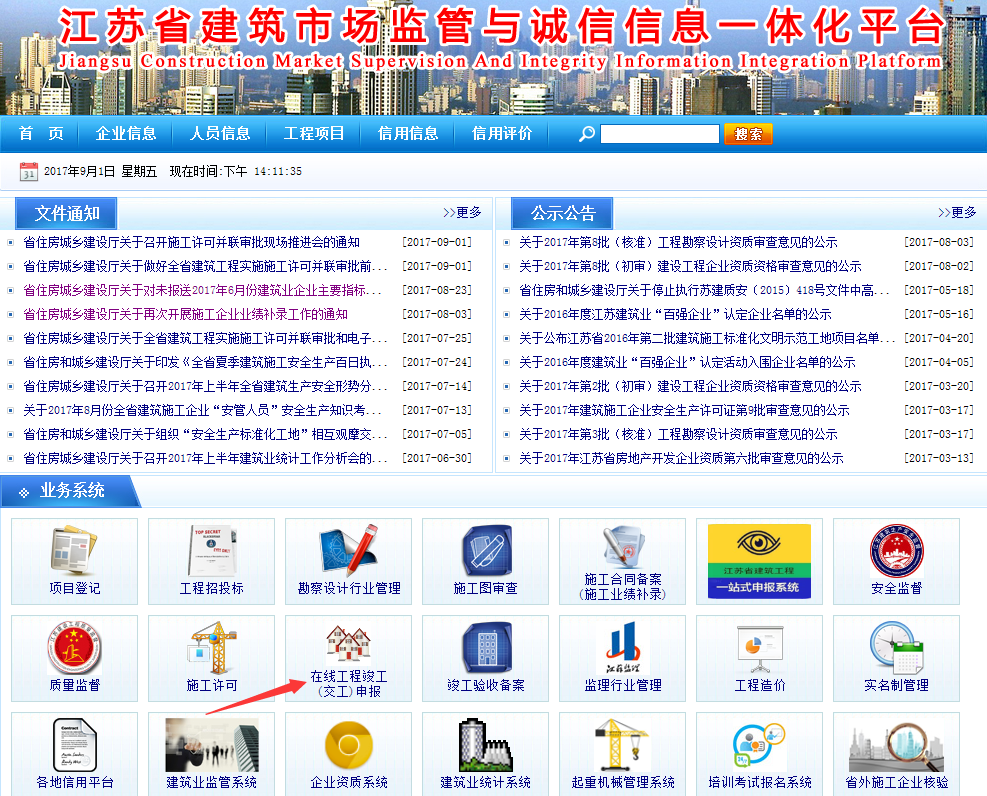 江苏省建筑市场监管与诚信信息一体化平台
Jiangsu Construction Market Supervision And Integrity Information Integration Platform
首 页 企业信息 人员信息 工程项目 信用信息 信用评价 搜索
31 2017年9月1日 星期五 现在时间:下午 14:11:35
文件通知 >>更多
省住房城乡建设厅关于召开施工许可并联审批现场推进会的通知 [2017-09-01]
省住房城乡建设厅关于做好全省建筑工程实施施工许可并联审批前... [2017-09-01]
省住房城乡建设厅关于对未报送2017年6月份建筑业企业主要指标... [2017-08-23]
省住房城乡建设厅关于再次开展施工企业业绩补录工作的通知 [2017-08-03]
省住房城乡建设厅关于全省建筑工程实施施工许可并联审批和电子... [2017-07-25]
省住房和城乡建设厅关于印发《全省夏季建筑施工安全生产百日执... [2017-07-24]
省住房城乡建设厅关于召开2017年上半年全省建筑生产安全形势分... [2017-07-14]
关于2017年8月份全省建筑施工企业“安管人员”安全生产知识考... [2017-07-13]
省住房和城乡建设厅关于组织“安全生产标准化工地”相互观摩交... [2017-07-05]
省住房城乡建设厅关于召开2017年上半年建筑业统计工作分析会的... [2017-06-30]
公示公告 >>更多
关于2017年第8批（核准）工程勘察设计资质审查意见的公示 [2017-08-03]
关于2017年第8批（初审）建设工程企业资质资格审查意见的公示 [2017-08-02]
省住房和城乡建设厅关于停止执行苏建质安（2015）418号文件中高... [2017-05-18]
关于2016年度江苏建筑业“百强企业”认定企业名单的公示 [2017-05-16]
关于公布江苏省2016年第二批建筑施工标准化文明示范工地项目名单... [2017-04-20]
关于2016年度建筑业“百强企业”认定活动入围企业名单的公示 [2017-04-05]
关于2017年第2批（初审）建设工程企业资质资格审查意见的公示 [2017-03-20]
关于2017年建筑施工企业安全生产许可证第9批审查意见的公示 [2017-03-17]
关于2017年第3批（核准）工程勘察设计资质审查意见的公示 [2017-03-17]
关于2017年江苏省房地产开发企业资质第六批审查意见的公示 [2017-03-13]
业务系统
TOP SECRET
江苏省建筑工程
一站式申报系统
项目登记 工程招投标 勘察设计行业管理 施工图审查 施工合同备案
(施工业绩补录) 安全监督
江苏监理
质量监督 施工许可 在线工程竣工
(交工)申报 竣工验收备案 监理行业管理 工程造价 实名制管理
Contract
各地信用平台 建筑业监管系统 企业资质系统 建筑业统计系统 起重机械管理系统 培训考试报名系统 省外施工企业核验